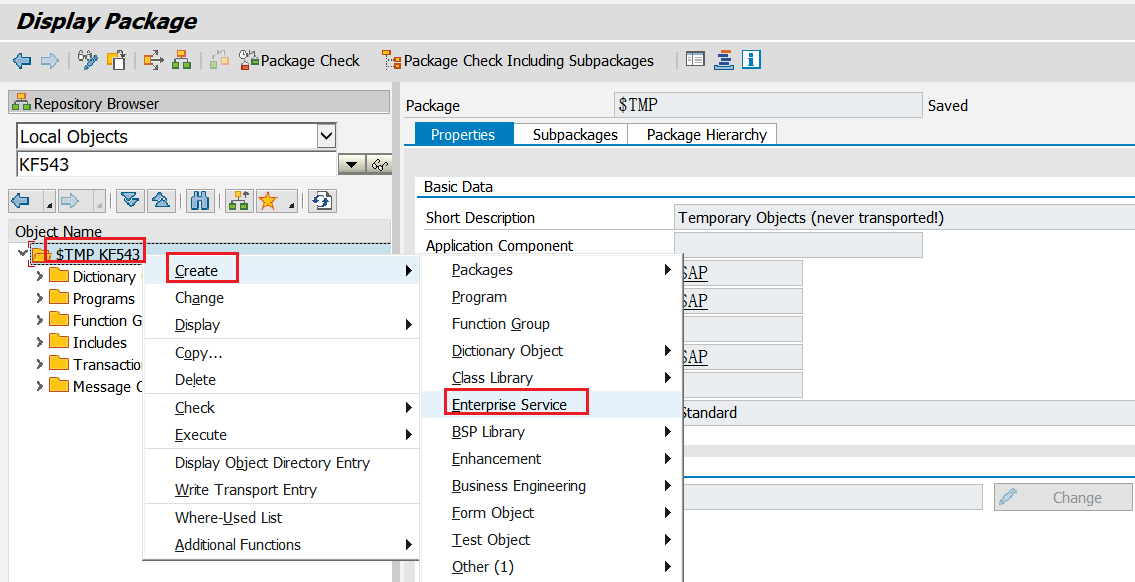 Display Package
Package Check
Package Check Including Subpackages
Repository Browser
Local Objects
KF543
Object Name
$TMP KF543
Dictionary
Programs
Function G
Includes
Transactio
Message C
Create
Change
Display
Copy...
Delete
Check
Execute
Display Object Directory Entry
Write Transport Entry
Where-Used List
Additional Functions
Packages
Program
Function Group
Dictionary Object
Class Library
Enterprise Service
BSP Library
Enhancement
Business Engineering
Form Object
Test Object
Other (1)
Package
$TMP
Saved
Properties
Subpackages
Package Hierarchy
Basic Data
Short Description
Temporary Objects (never transported!)
Application Component
SAP
SAP
SAP
Standard
Change